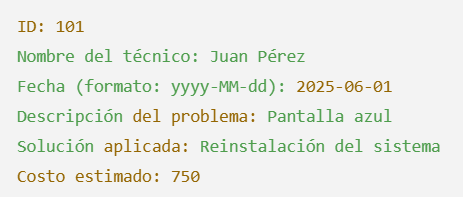 ID: 101
Nombre del técnico: Juan Pérez
Fecha (formato: yyyy-MM-dd): 2025-06-01
Descripción del problema: Pantalla azul
Solución aplicada: Reinstalación del sistema
Costo estimado: 750